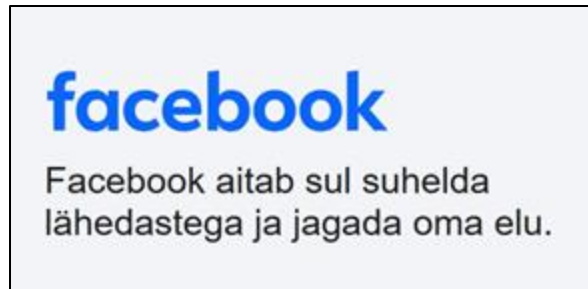 facebook
Facebook aitab sul suhelda
lähedastega ja jagada oma elu.